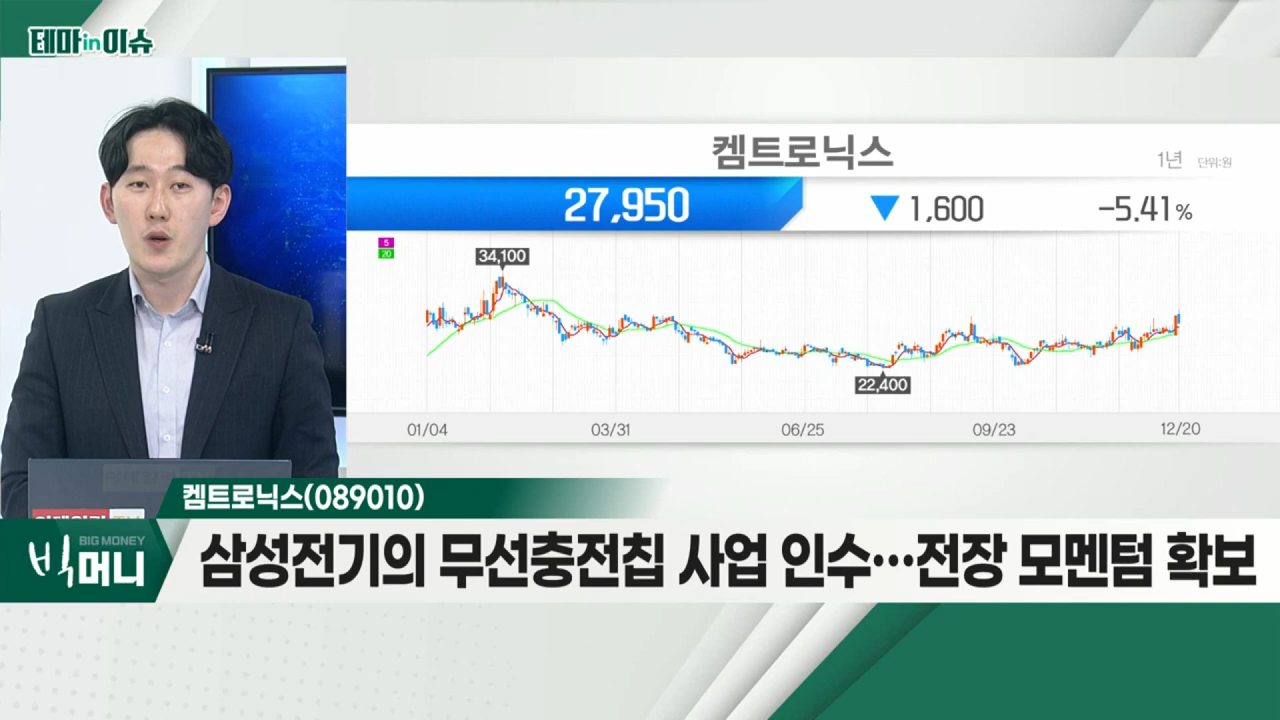 테마in이슈
켐트로닉스
1년 단위:원
27,950 ▼1,600 -5.41%
5
20
34,100
22,400
01/04 03/31 06/25 09/23 12/20
켐트로닉스(089010)
BIG MONEY
빅머니
삼성전기의 무선충전칩 사업 인수…전장 모멘텀 확보